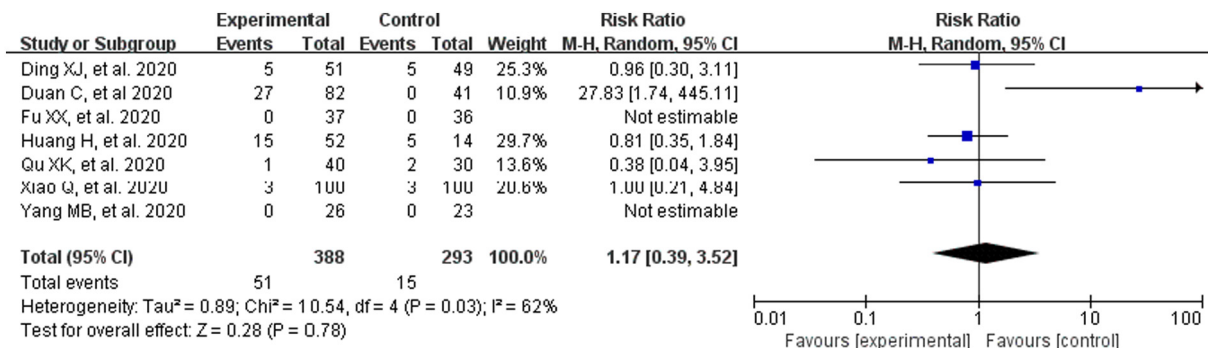 Experimental Control Risk Ratio Risk Ratio
Study or Subgroup Events Total Events Total Weight M-H, Random, 95% CI M-H, Random, 95% CI
Ding XJ, et al. 2020 5 51 5 49 25.3% 0.96 [0.30, 3.11]
Duan C, et al 2020 27 82 0 41 10.9% 27.83 [1.74, 445.11]
Fu XX, et al. 2020 0 37 0 36 Not estimable
Huang H, et al. 2020 15 52 5 14 29.7% 0.81 [0.35, 1.84]
Qu XK, et al. 2020 1 40 2 30 13.6% 0.38 [0.04, 3.95]
Xiao Q, et al. 2020 3 100 3 100 20.6% 1.00 [0.21, 4.84]
Yang MB, et al. 2020 0 26 0 23 Not estimable
Total (95% CI) 388 293 100.0% 1.17 [0.39, 3.52]
Total events 51 15
Heterogeneity: Tau² = 0.89; Chi² = 10.54, df = 4 (P = 0.03); I² = 62%
Test for overall effect: Z = 0.28 (P = 0.78)
0.01 0.1 1 10 100
Favours [experimental] Favours [control]